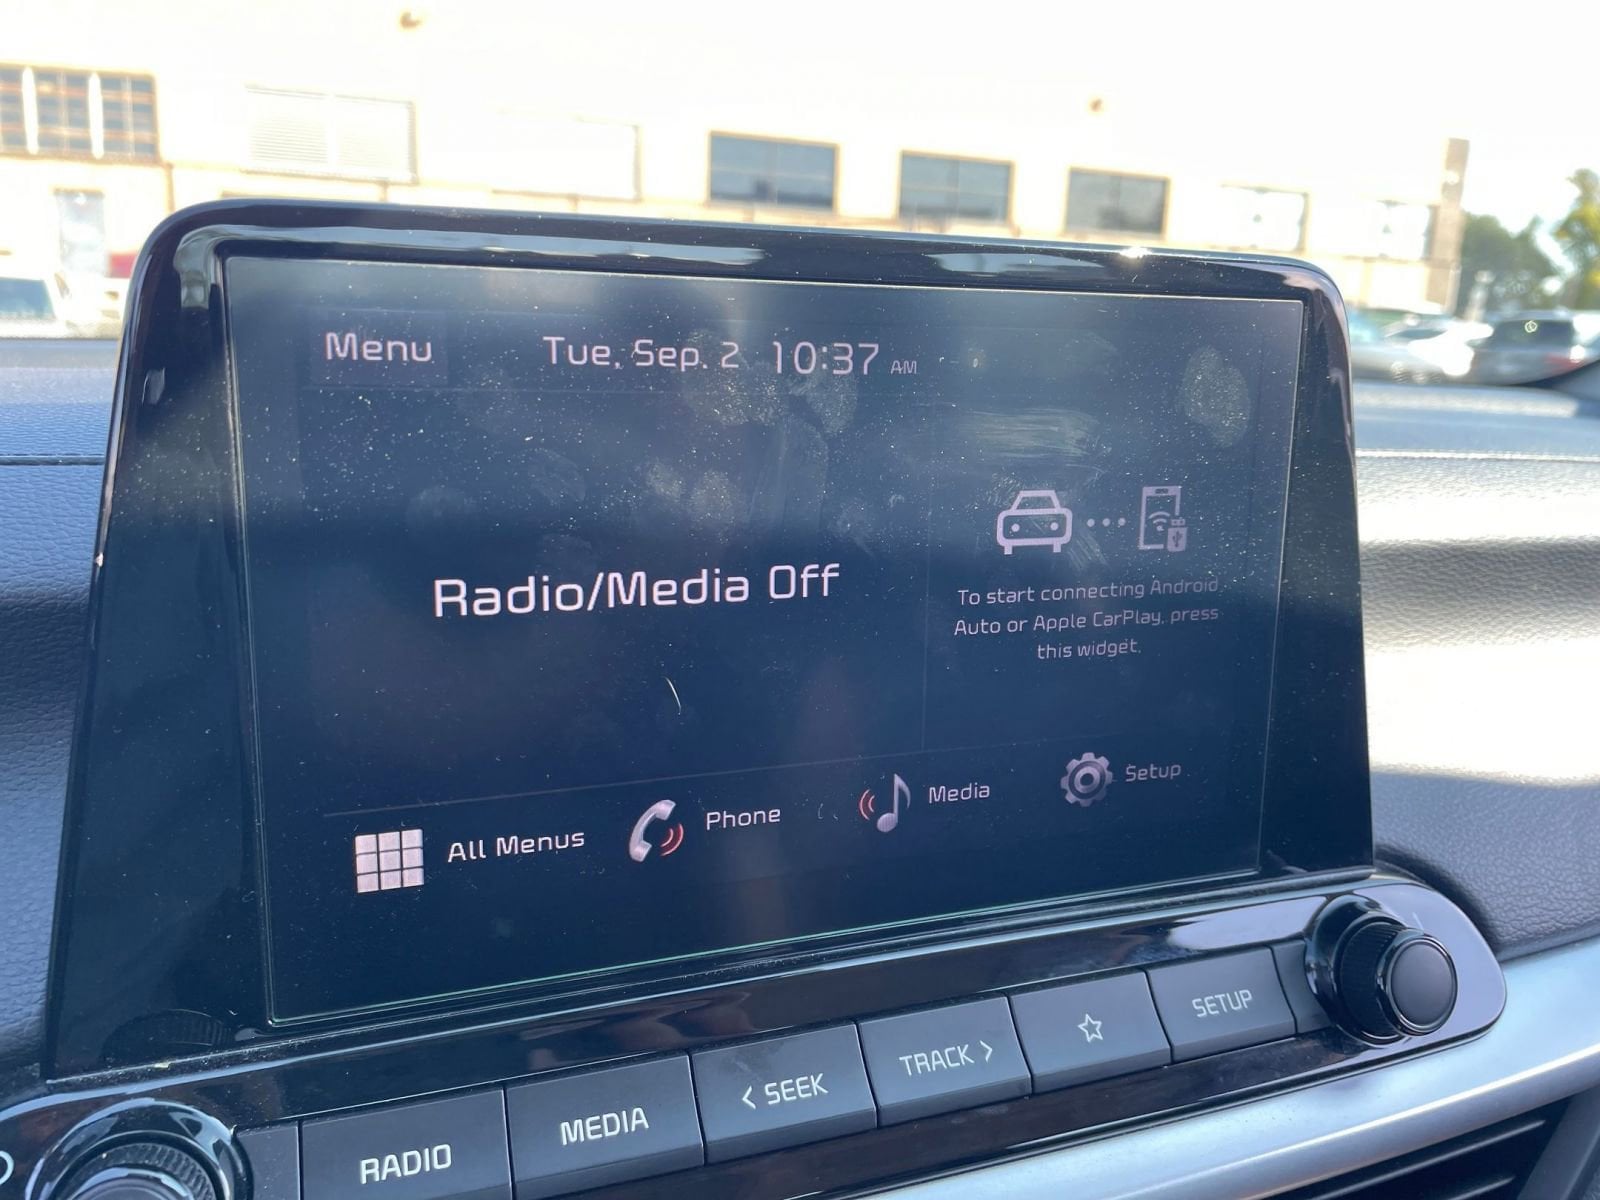 Menu
Tue, Sep. 2 10:37 AM
Radio/Media Off
To start connecting Android
Auto or Apple CarPlay, press
this widget.
All Menus
Phone
Media
Setup
RADIO
MEDIA
< SEEK
TRACK >
SETUP